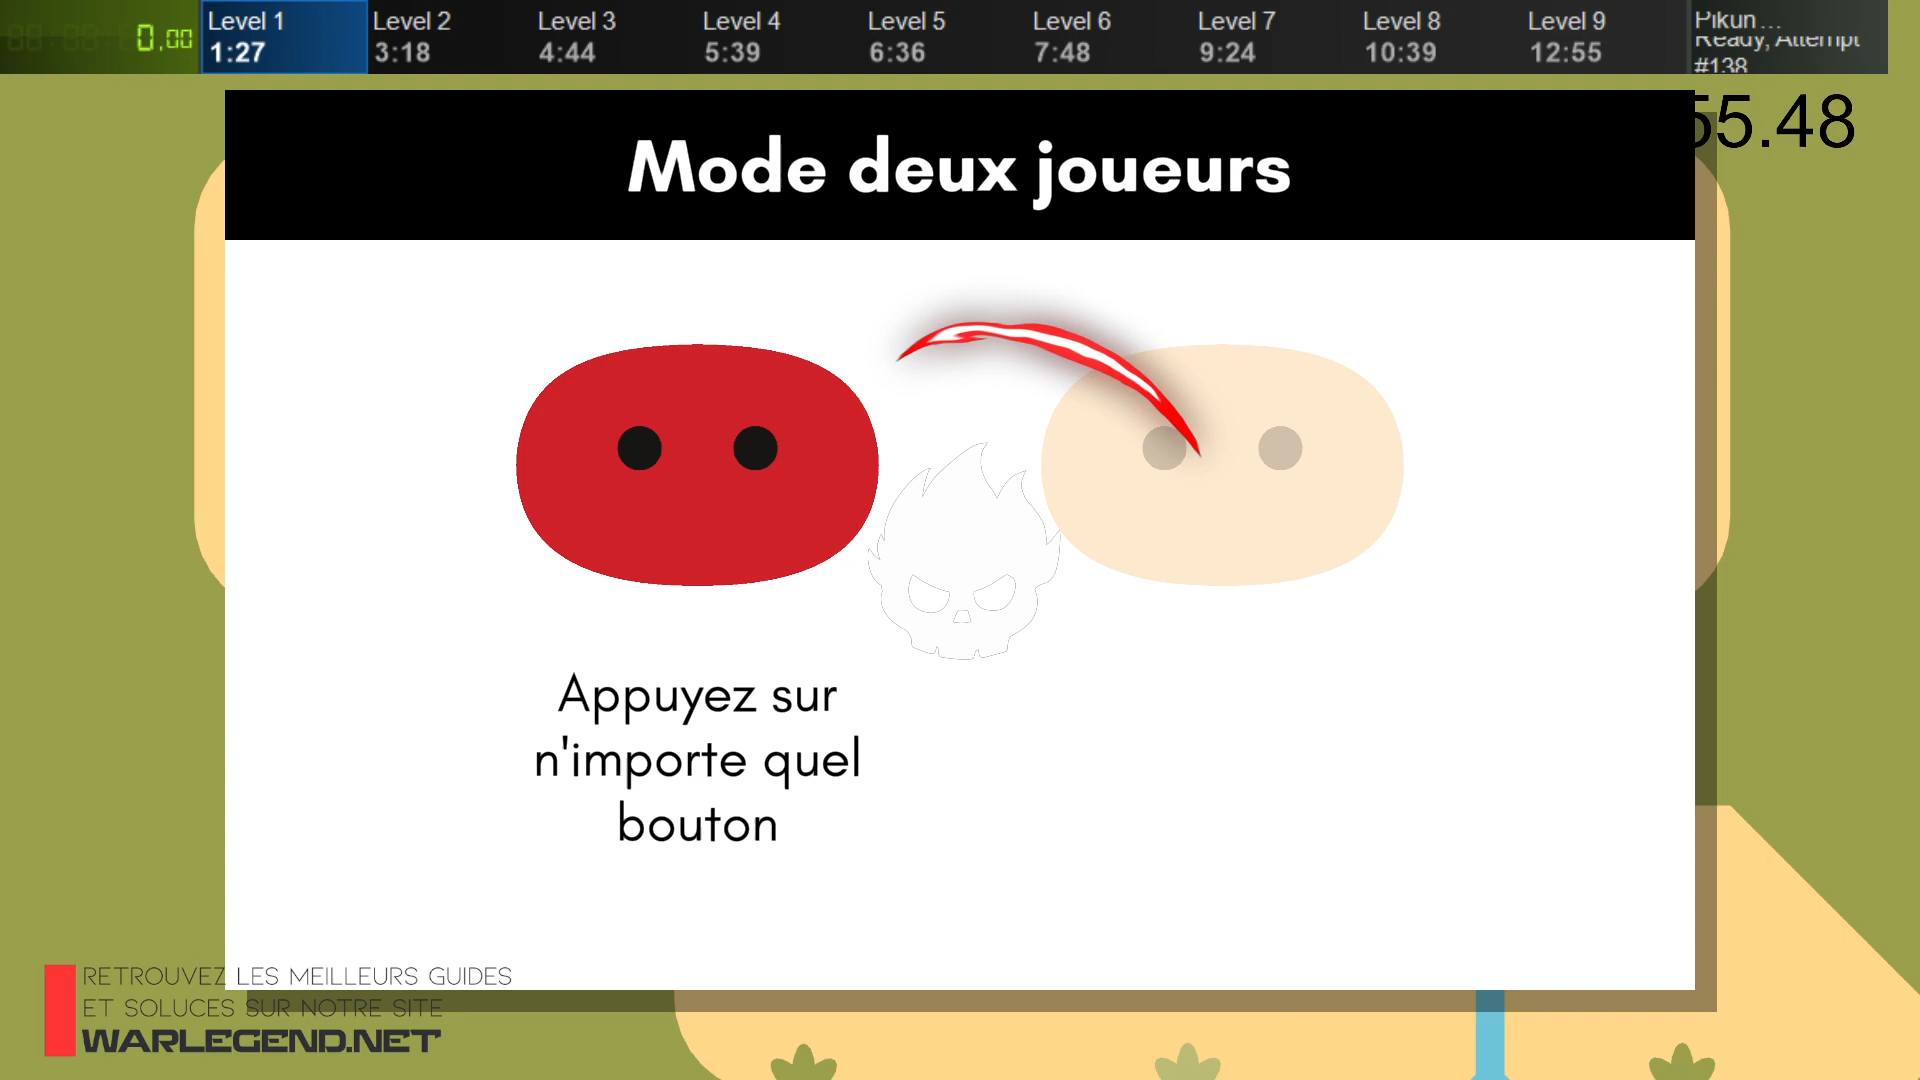 0.00
Level 1
1:27
Level 2
3:18
Level 3
4:44
Level 4
5:39
Level 5
6:36
Level 6
7:48
Level 7
9:24
Level 8
10:39
Level 9
12:55
Pikun...
Ready, Attempt
#138
55.48
Mode deux joueurs
Appuyez sur
n'importe quel
bouton
RETROUVEZ LES MEILLEURS GUIDES
ET SOLUCES SUR NOTRE SITE
WARLEGEND.NET